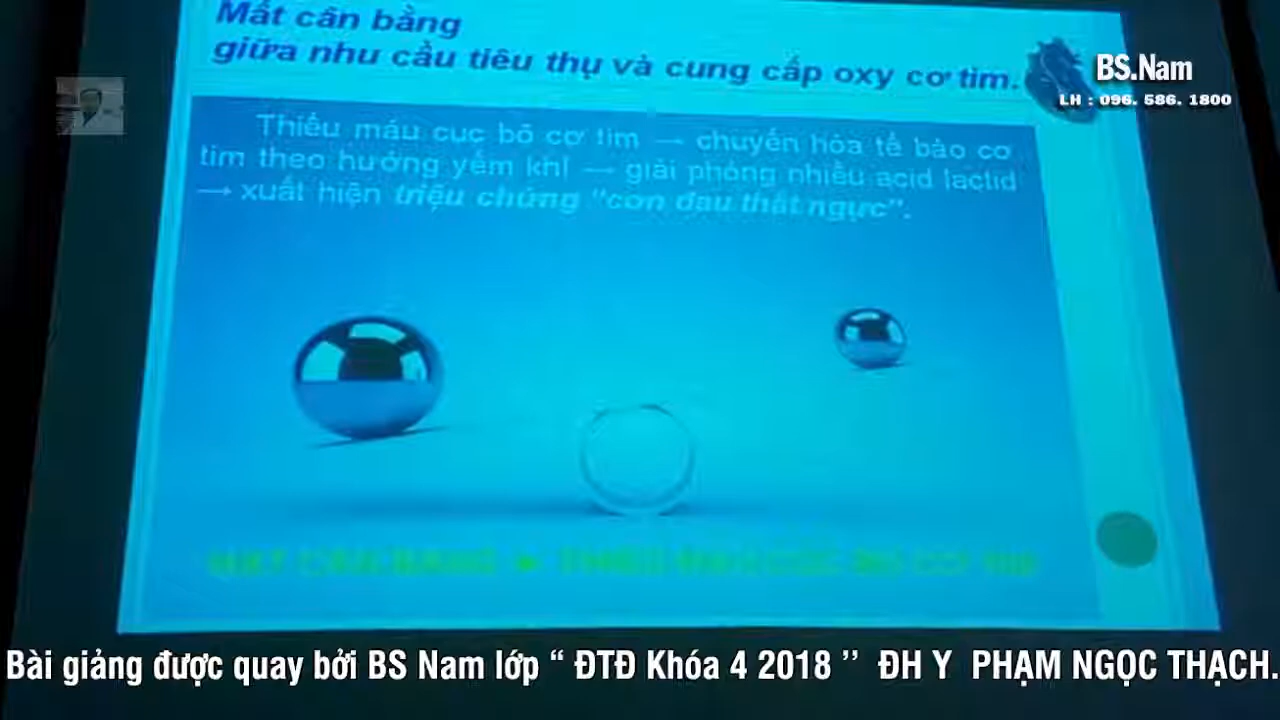 Mất cân bằng
giữa nhu cầu tiêu thụ và cung cấp oxy cơ tim.
BS.Nam
LH : 096. 586. 1800
Thiếu máu cục bộ cơ tim → chuyển hóa tế bào cơ
tim theo hướng yếm khí → giải phóng nhiều acid lactid
→ xuất hiện triệu chứng "cơn đau thắt ngực".
Bài giảng được quay bởi BS Nam lớp “ ĐTĐ Khóa 4 2018 ’’ ĐH Y PHẠM NGỌC THẠCH.